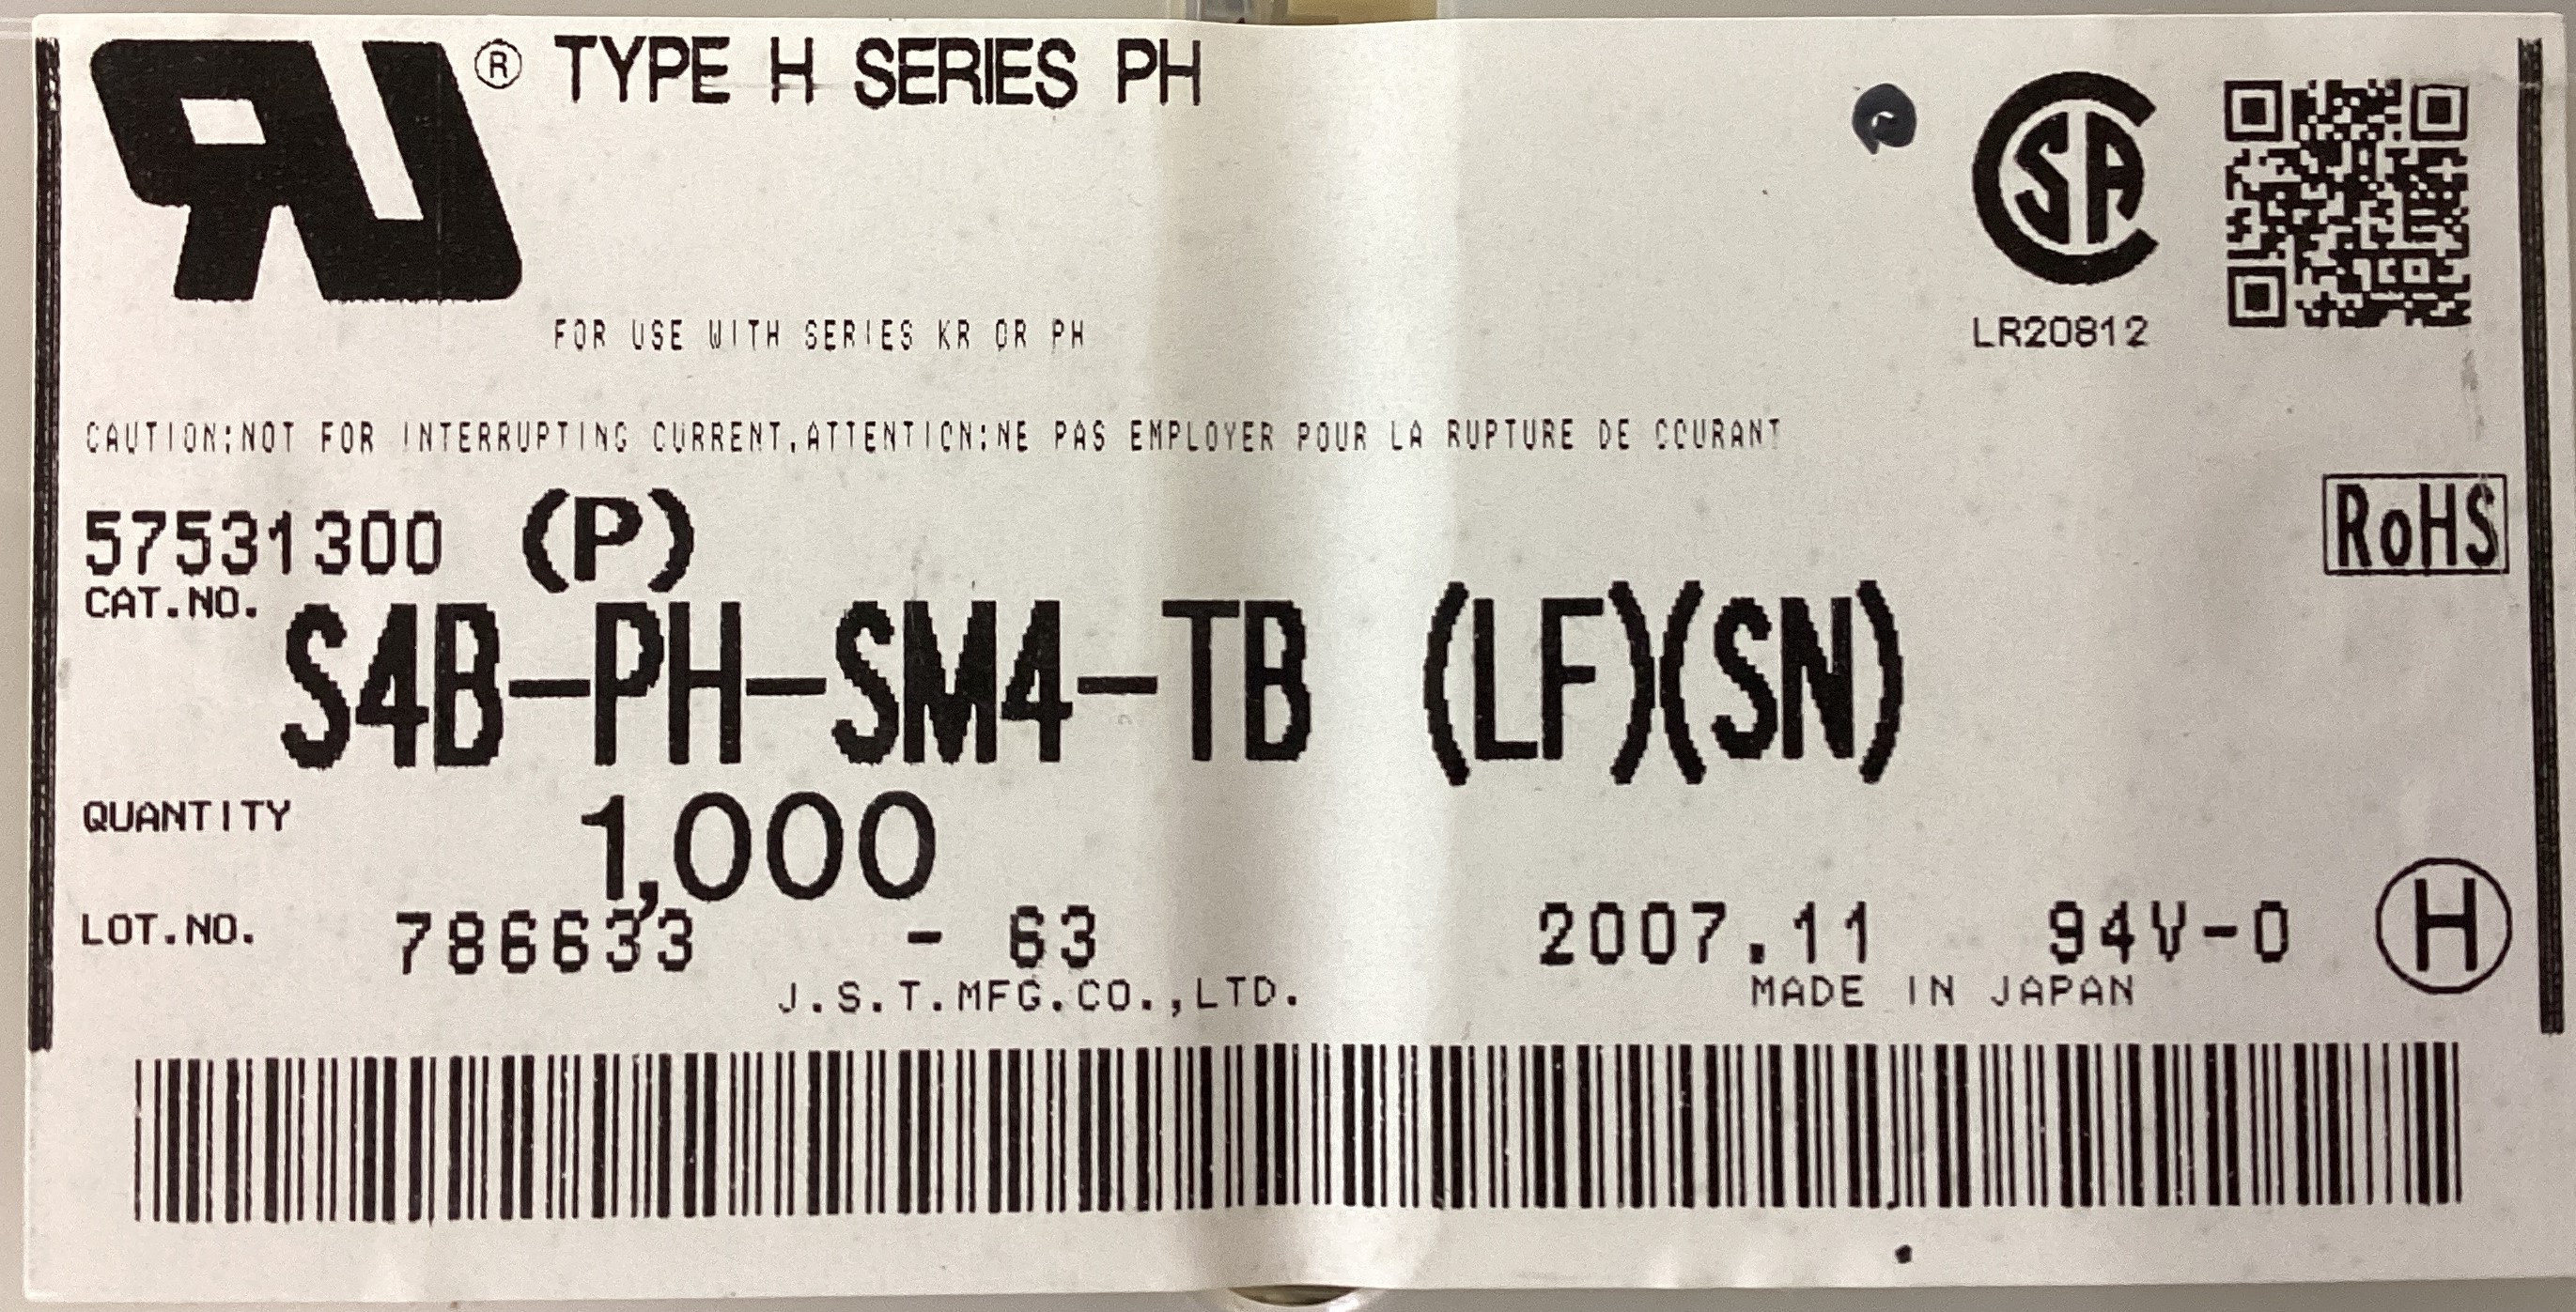 ® TYPE H SERIES PH
FOR USE WITH SERIES KR OR PH
LR20812
CAUTION:NOT FOR INTERRUPTING CURRENT,ATTENTION:NE PAS EMPLOYER POUR LA RUPTURE DE COURANT
57531300 (P)
RoHS
CAT.NO.
S4B-PH-SM4-TB (LF)(SN)
QUANTITY 1,000
LOT.NO. 786633 - 63 2007.11 94V-0 H
J.S.T.MFG.CO.,LTD. MADE IN JAPAN